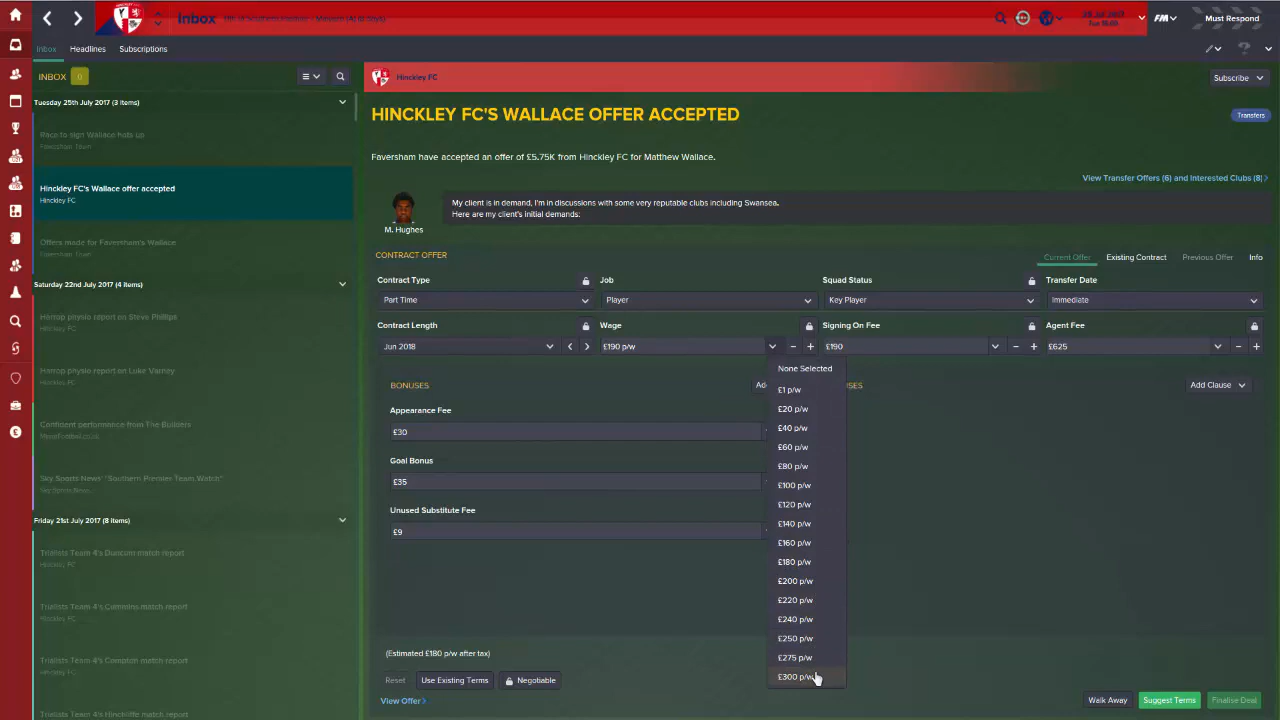 Inbox
Must Respond
Inbox
Headlines
Subscriptions
INBOX 0
Tuesday 25th July 2017 (3 items)
Race to sign Wallace hots up
Faversham Town
Hinckley FC's Wallace offer accepted
Hinckley FC
Offers made for Faversham's Wallace
Faversham Town
Saturday 22nd July 2017 (4 items)
Harrop physio report on Steve Phillips
Hinckley FC
Harrop physio report on Luke Varney
Hinckley FC
Confident performance from The Builders
Sky Sports News' "Southern Premier Team Watch"
Sky Sports News
Friday 21st July 2017 (8 items)
Trialists Team 4's Duncum match report
Hinckley FC
Trialists Team 4's Cummins match report
Hinckley FC
Trialists Team 4's Compton match report
Hinckley FC
Trialists Team 4's Hinchliffe match report
Hinckley FC
Subscribe
HINCKLEY FC'S WALLACE OFFER ACCEPTED
Transfers
Faversham have accepted an offer of £5.75K from Hinckley FC for Matthew Wallace.
View Transfer Offers (6) and Interested Clubs (8)
My client is in demand, I'm in discussions with some very reputable clubs including Swansea.
Here are my client's initial demands:
M. Hughes
CONTRACT OFFER
Current Offer
Existing Contract
Previous Offer
Info
Contract Type
Job
Squad Status
Transfer Date
Part Time
Player
Key Player
Immediate
Contract Length
Wage
Signing On Fee
Agent Fee
Jun 2018
£190 p/w
£190
£625
None Selected
£1 p/w
£20 p/w
£40 p/w
£60 p/w
£80 p/w
£100 p/w
£120 p/w
£140 p/w
£160 p/w
£180 p/w
£200 p/w
£220 p/w
£240 p/w
£250 p/w
£275 p/w
£300 p/w
BONUSES
Add Clause
Appearance Fee
£30
Goal Bonus
£35
Unused Substitute Fee
£9
(Estimated £180 p/w after tax)
Reset
Use Existing Terms
Negotiable
View Offer
Walk Away
Suggest Terms
Finalise Deal